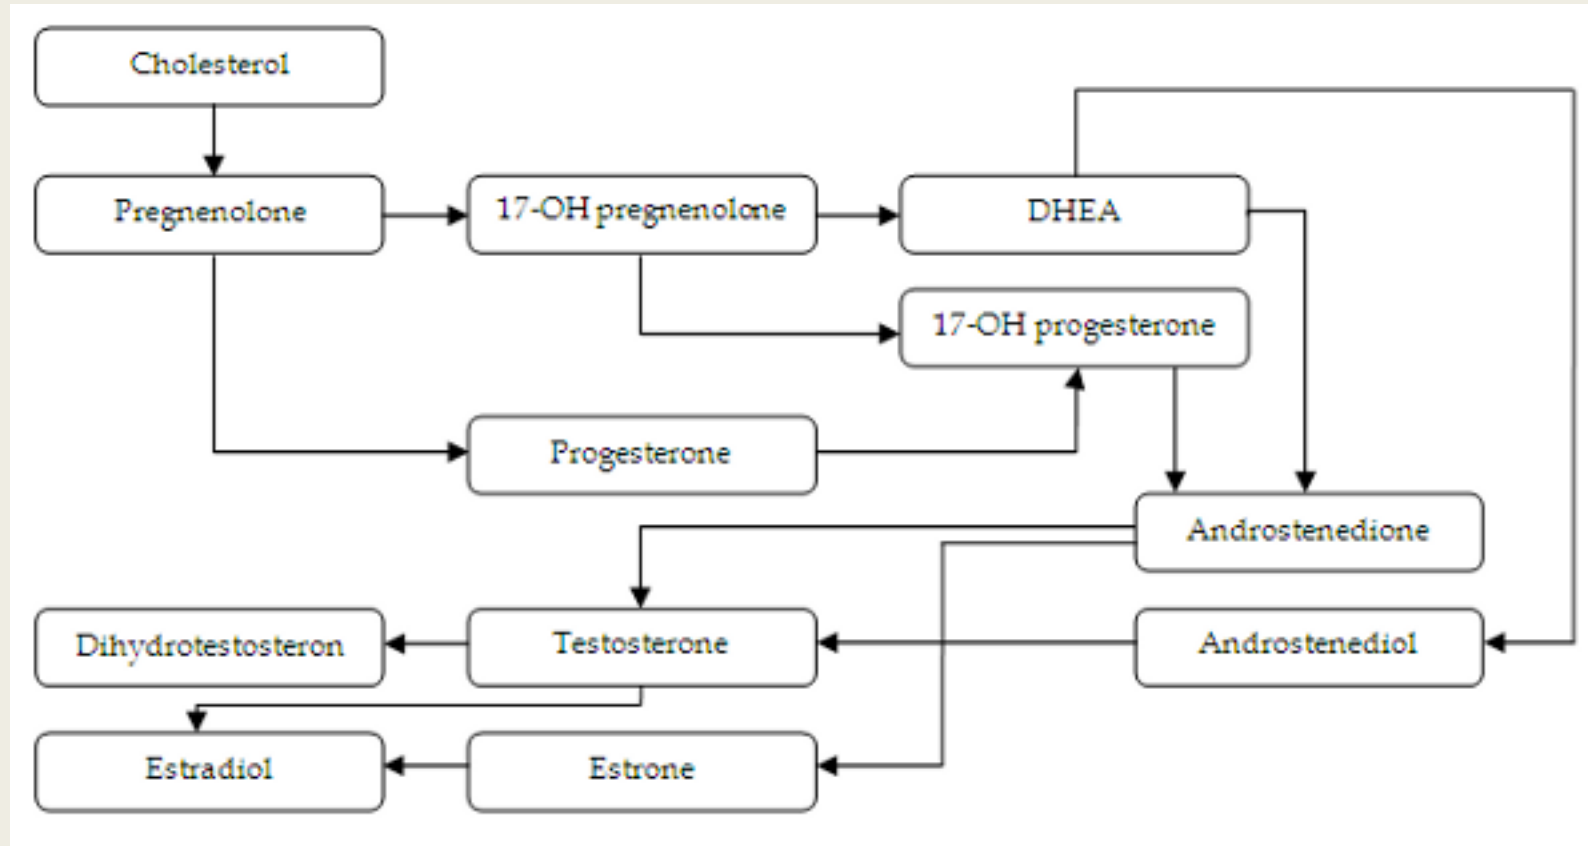 Cholesterol
Pregnenolone
17-OH pregnenolone
DHEA
17-OH progesterone
Progesterone
Androstenedione
Dihydrotestosteron
Testosterone
Androstenediol
Estradiol
Estrone